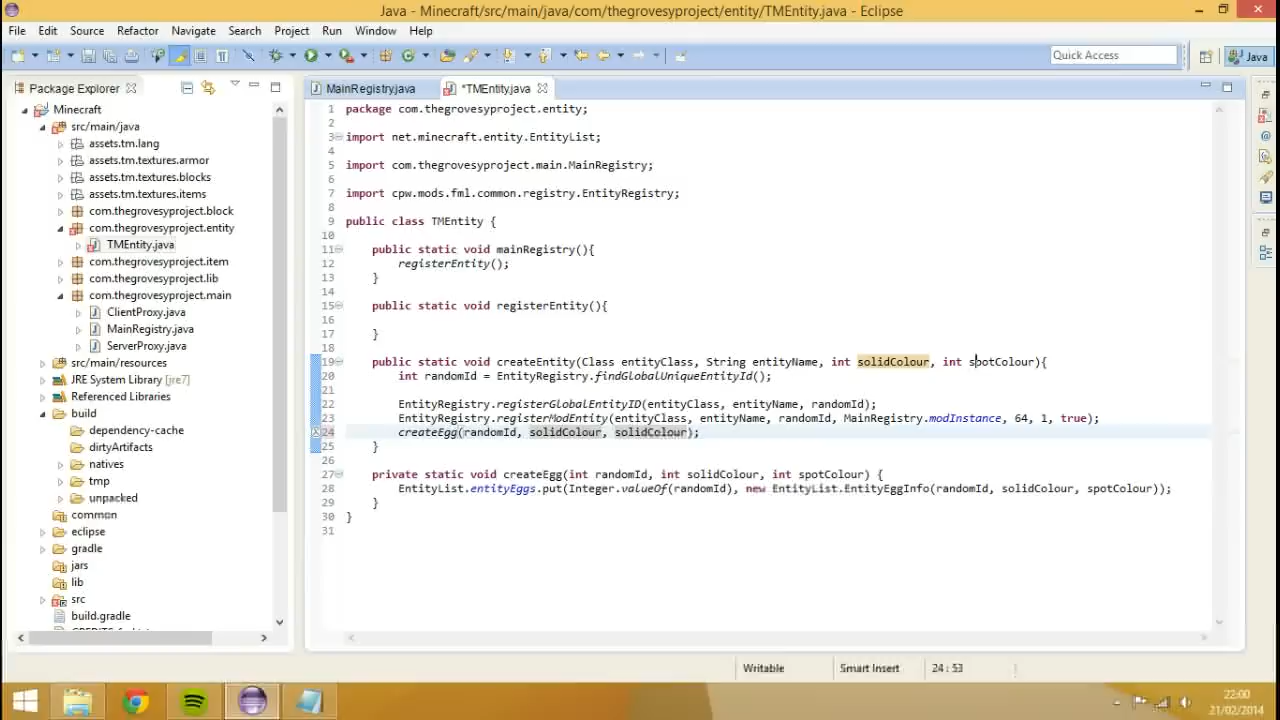 Java - Minecraft/src/main/java/com/thegrovesyproject/entity/TMEntity.java - Eclipse
File Edit Source Refactor Navigate Search Project Run Window Help
Quick Access
Java
Package Explorer
MainRegistry.java
*TMEntity.java
Minecraft
src/main/java
assets.tm.lang
assets.tm.textures.armor
assets.tm.textures.blocks
assets.tm.textures.items
com.thegrovesyproject.block
com.thegrovesyproject.entity
TMEntity.java
com.thegrovesyproject.item
com.thegrovesyproject.lib
com.thegrovesyproject.main
ClientProxy.java
MainRegistry.java
ServerProxy.java
src/main/resources
JRE System Library [jre7]
Referenced Libraries
build
dependency-cache
dirtyArtifacts
natives
tmp
unpacked
common
eclipse
gradle
jars
lib
src
build.gradle
1 package com.thegrovesyproject.entity;
2
3 import net.minecraft.entity.EntityList;
4
5 import com.thegrovesyproject.main.MainRegistry;
6
7 import cpw.mods.fml.common.registry.EntityRegistry;
8
9 public class TMEntity {
10
11 public static void mainRegistry(){
12 registerEntity();
13 }
14
15 public static void registerEntity(){
16
17 }
18
19 public static void createEntity(Class entityClass, String entityName, int solidColour, int spotColour){
20 int randomId = EntityRegistry.findGlobalUniqueEntityId();
21
22 EntityRegistry.registerGlobalEntityID(entityClass, entityName, randomId);
23 EntityRegistry.registerModEntity(entityClass, entityName, randomId, MainRegistry.modInstance, 64, 1, true);
24 createEgg(randomId, solidColour, solidColour);
25 }
26
27 private static void createEgg(int randomId, int solidColour, int spotColour) {
28 EntityList.entityEggs.put(Integer.valueOf(randomId), new EntityList.EntityEggInfo(randomId, solidColour, spotColour));
29 }
30 }
31
Writable Smart Insert 24 : 53
22:00
21/02/2014